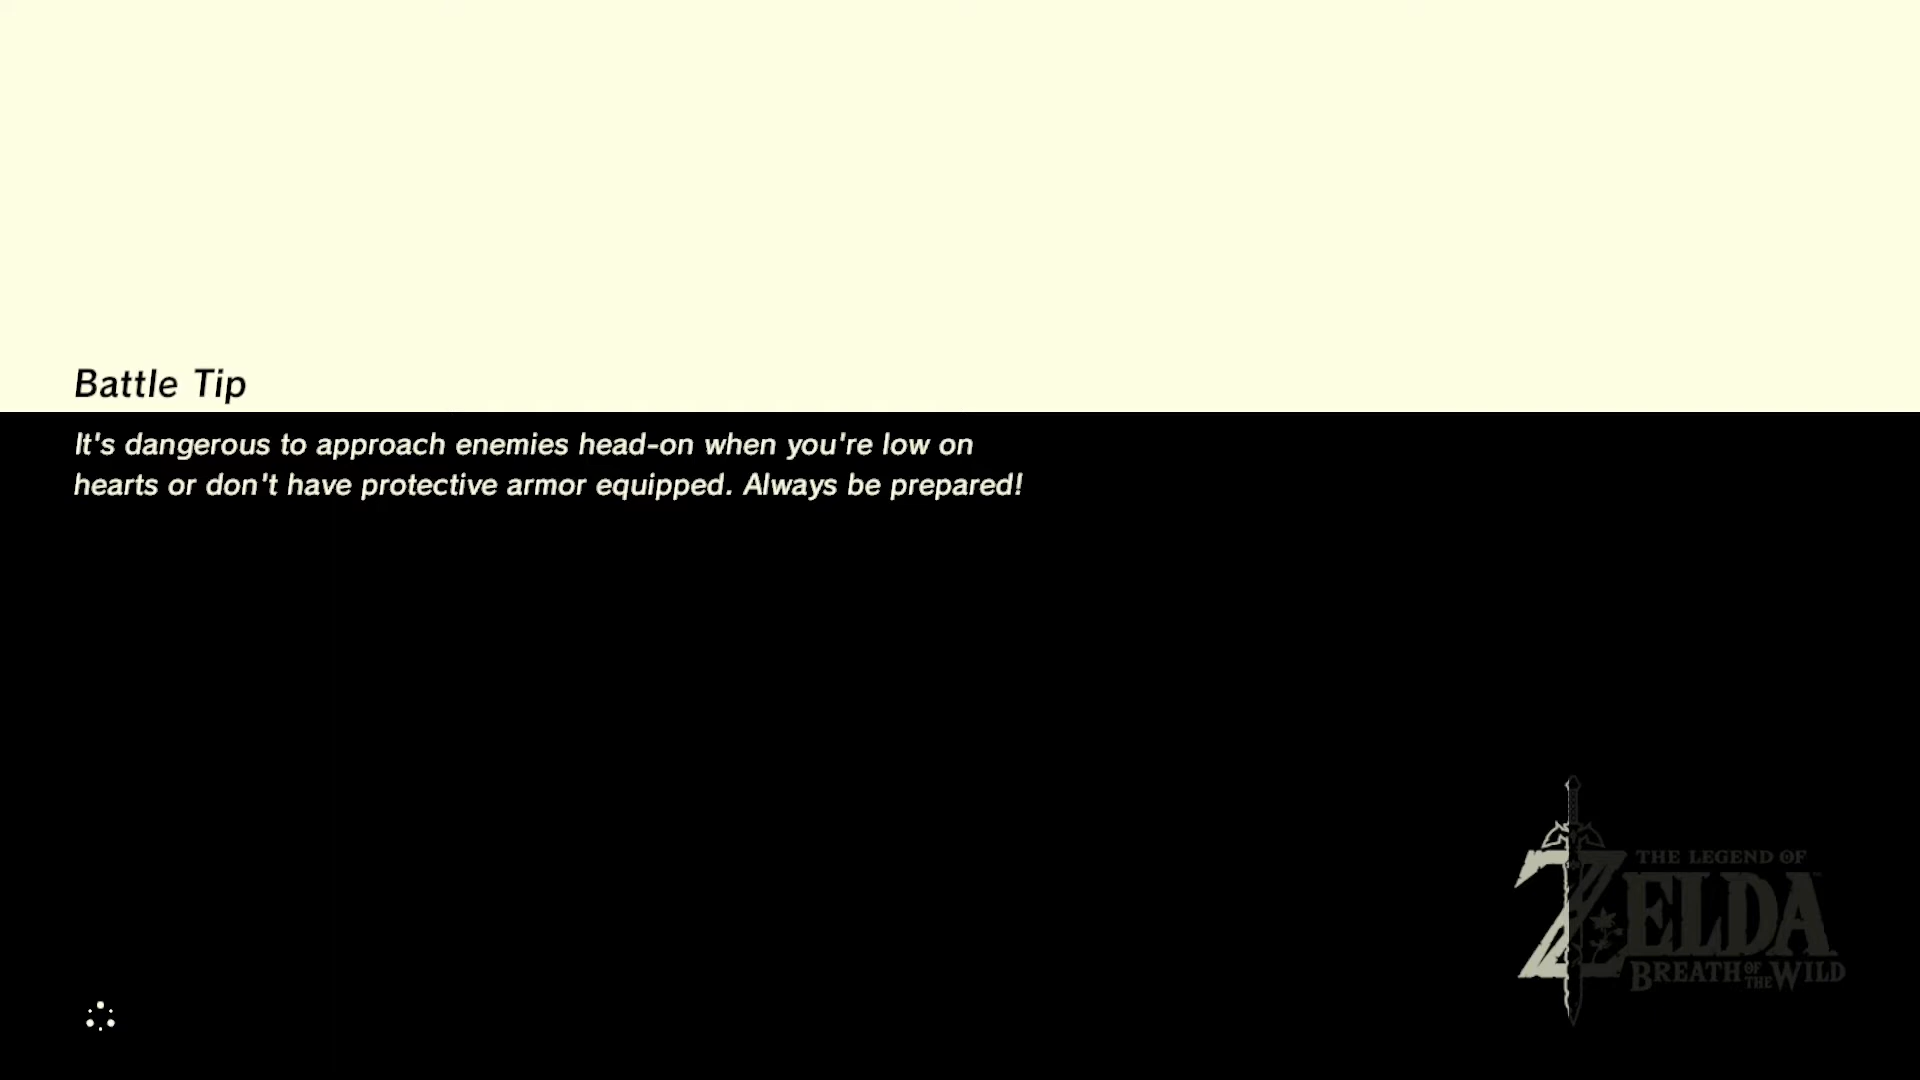 Battle Tip
It's dangerous to approach enemies head-on when you're low on
hearts or don't have protective armor equipped. Always be prepared!
THE LEGEND OF
ZELDA
BREATH OF THE WILD